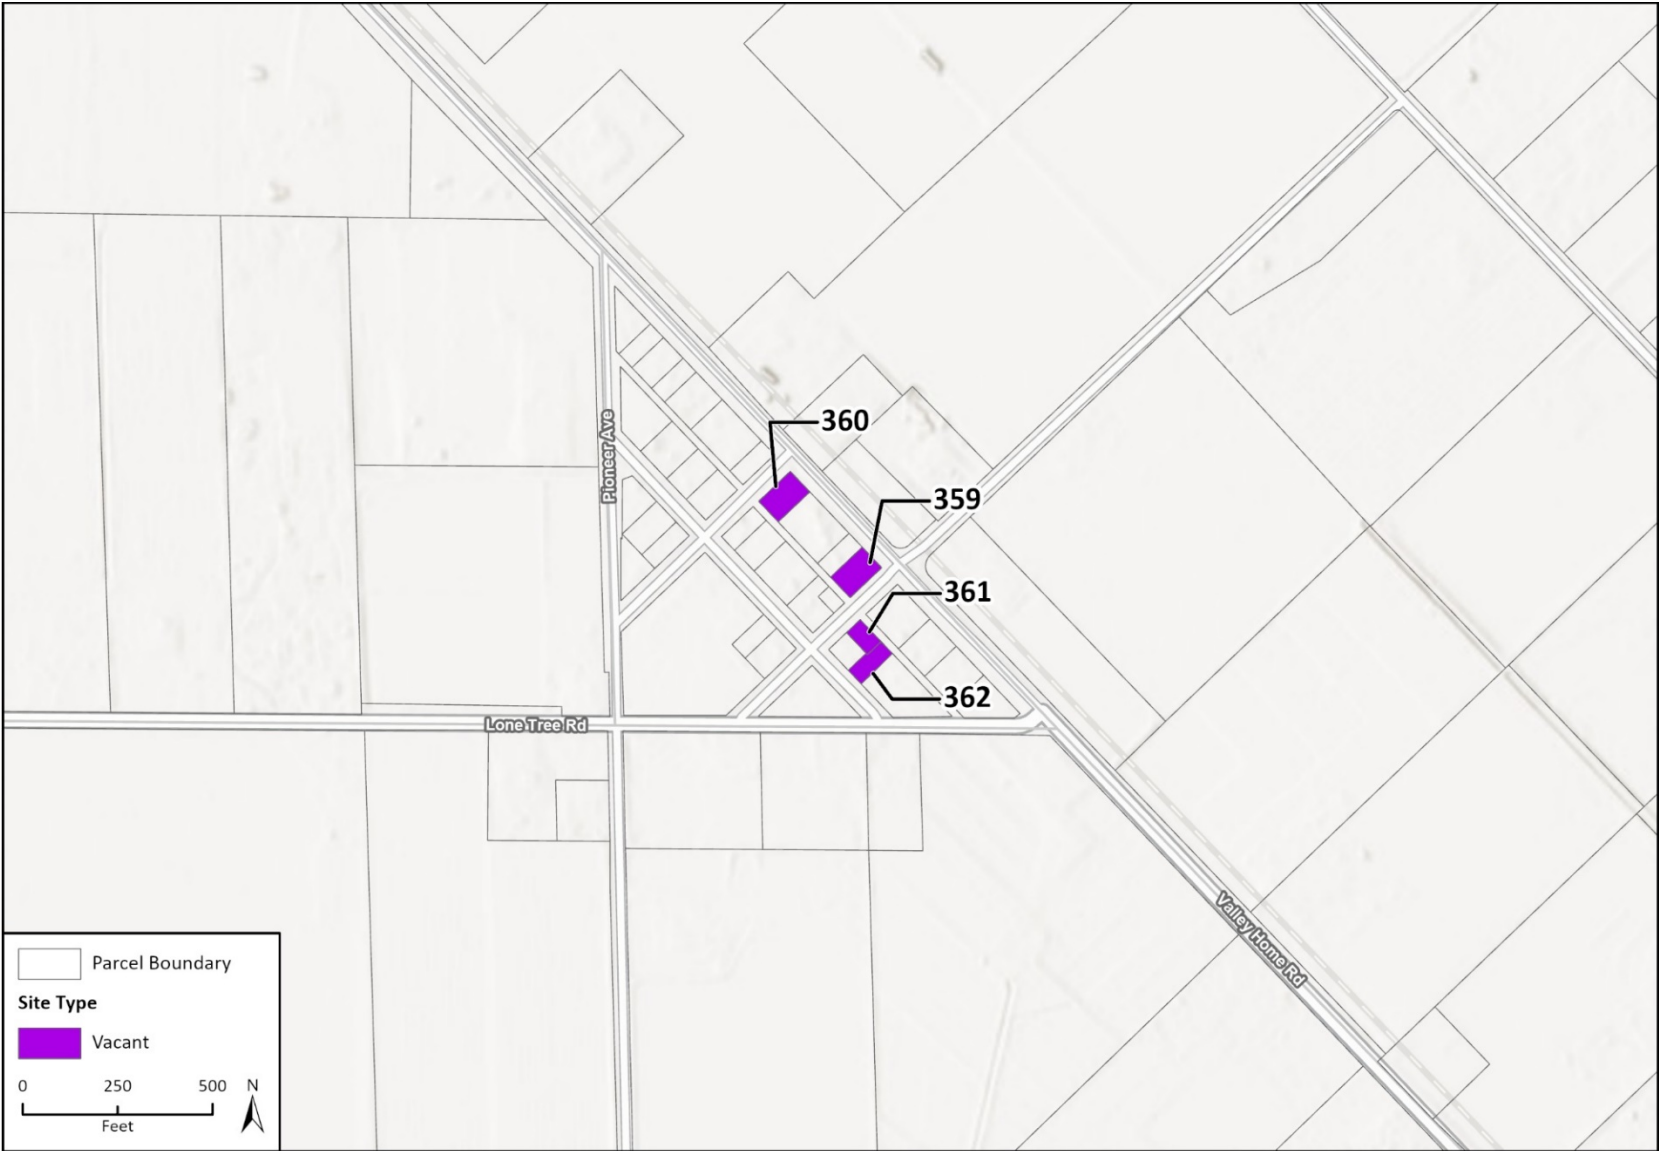 360
Pioneer Ave
359
361
362
Lone Tree Rd
Valley Home Rd
Parcel Boundary
Site Type
Vacant
0 250 500 N
Feet